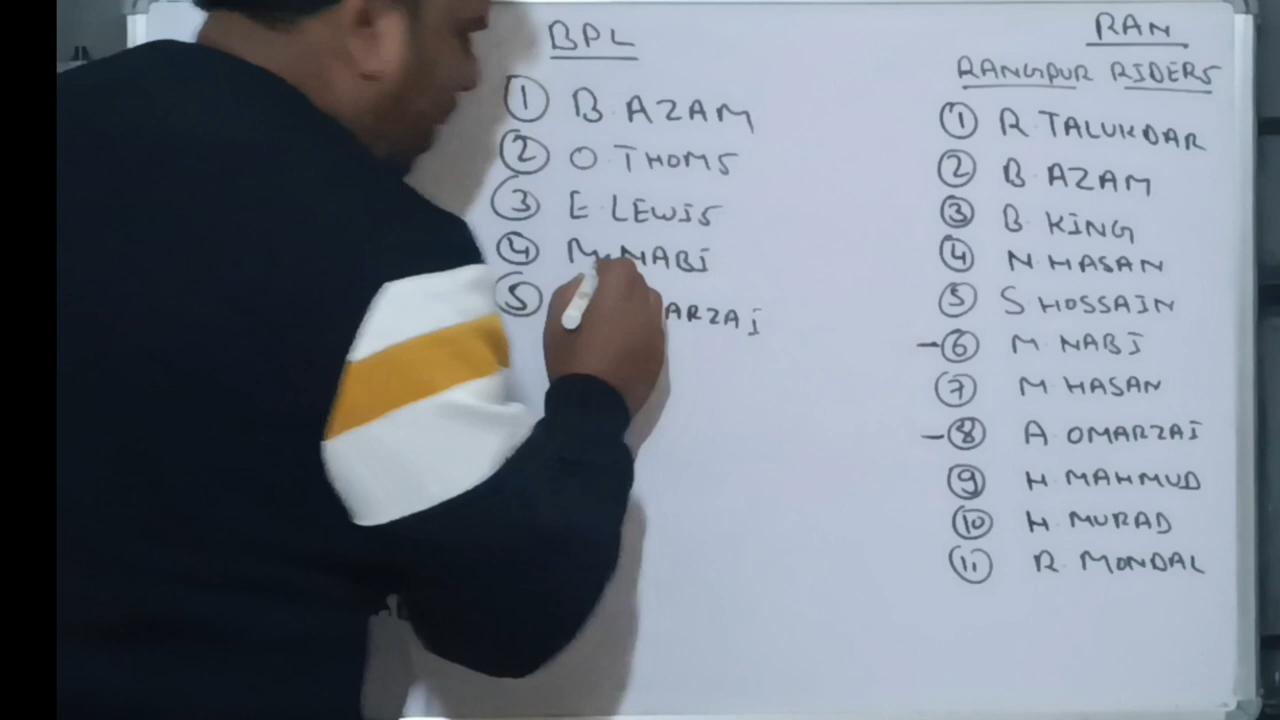 BPL
1 B. AZAM
2 O. THOMS
3 E. LEWIS
4 M. NABI
5 ARZAI
RAN
RANGPUR RIDERS
1 R. TALUKDAR
2 B. AZAM
3 B. KING
4 N. HASAN
5 S HOSSAIN
-6 M. NABI
7 M HASAN
-8 A OMARZAI
9 H. MAHMUD
10 H. MURAD
11 R. MONDAL